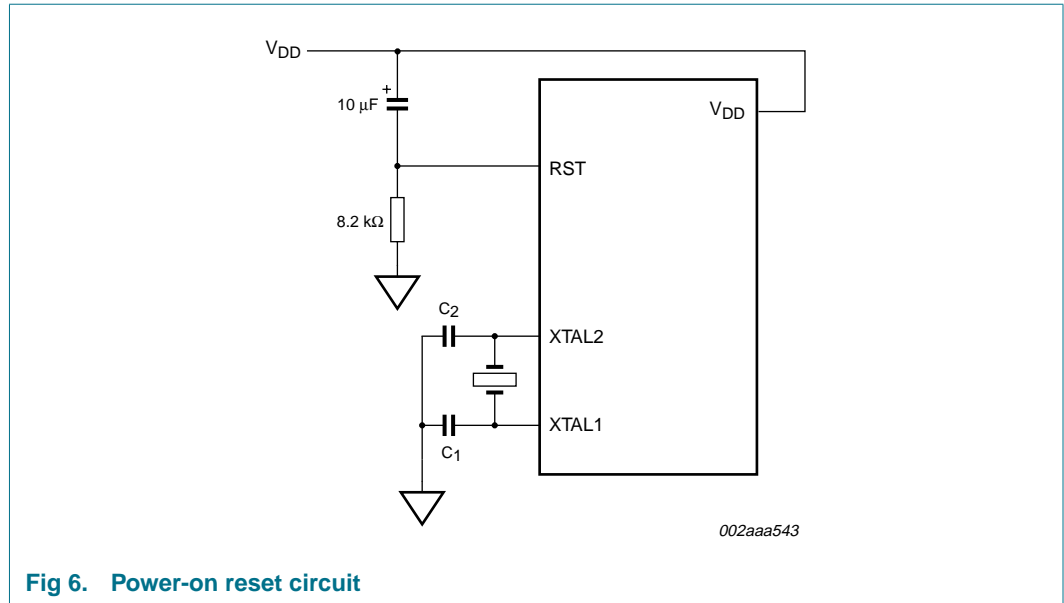 VDD
+
10 μF
VDD
RST
8.2 kΩ
C2
XTAL2
XTAL1
C1
002aaa543
Fig 6. Power-on reset circuit